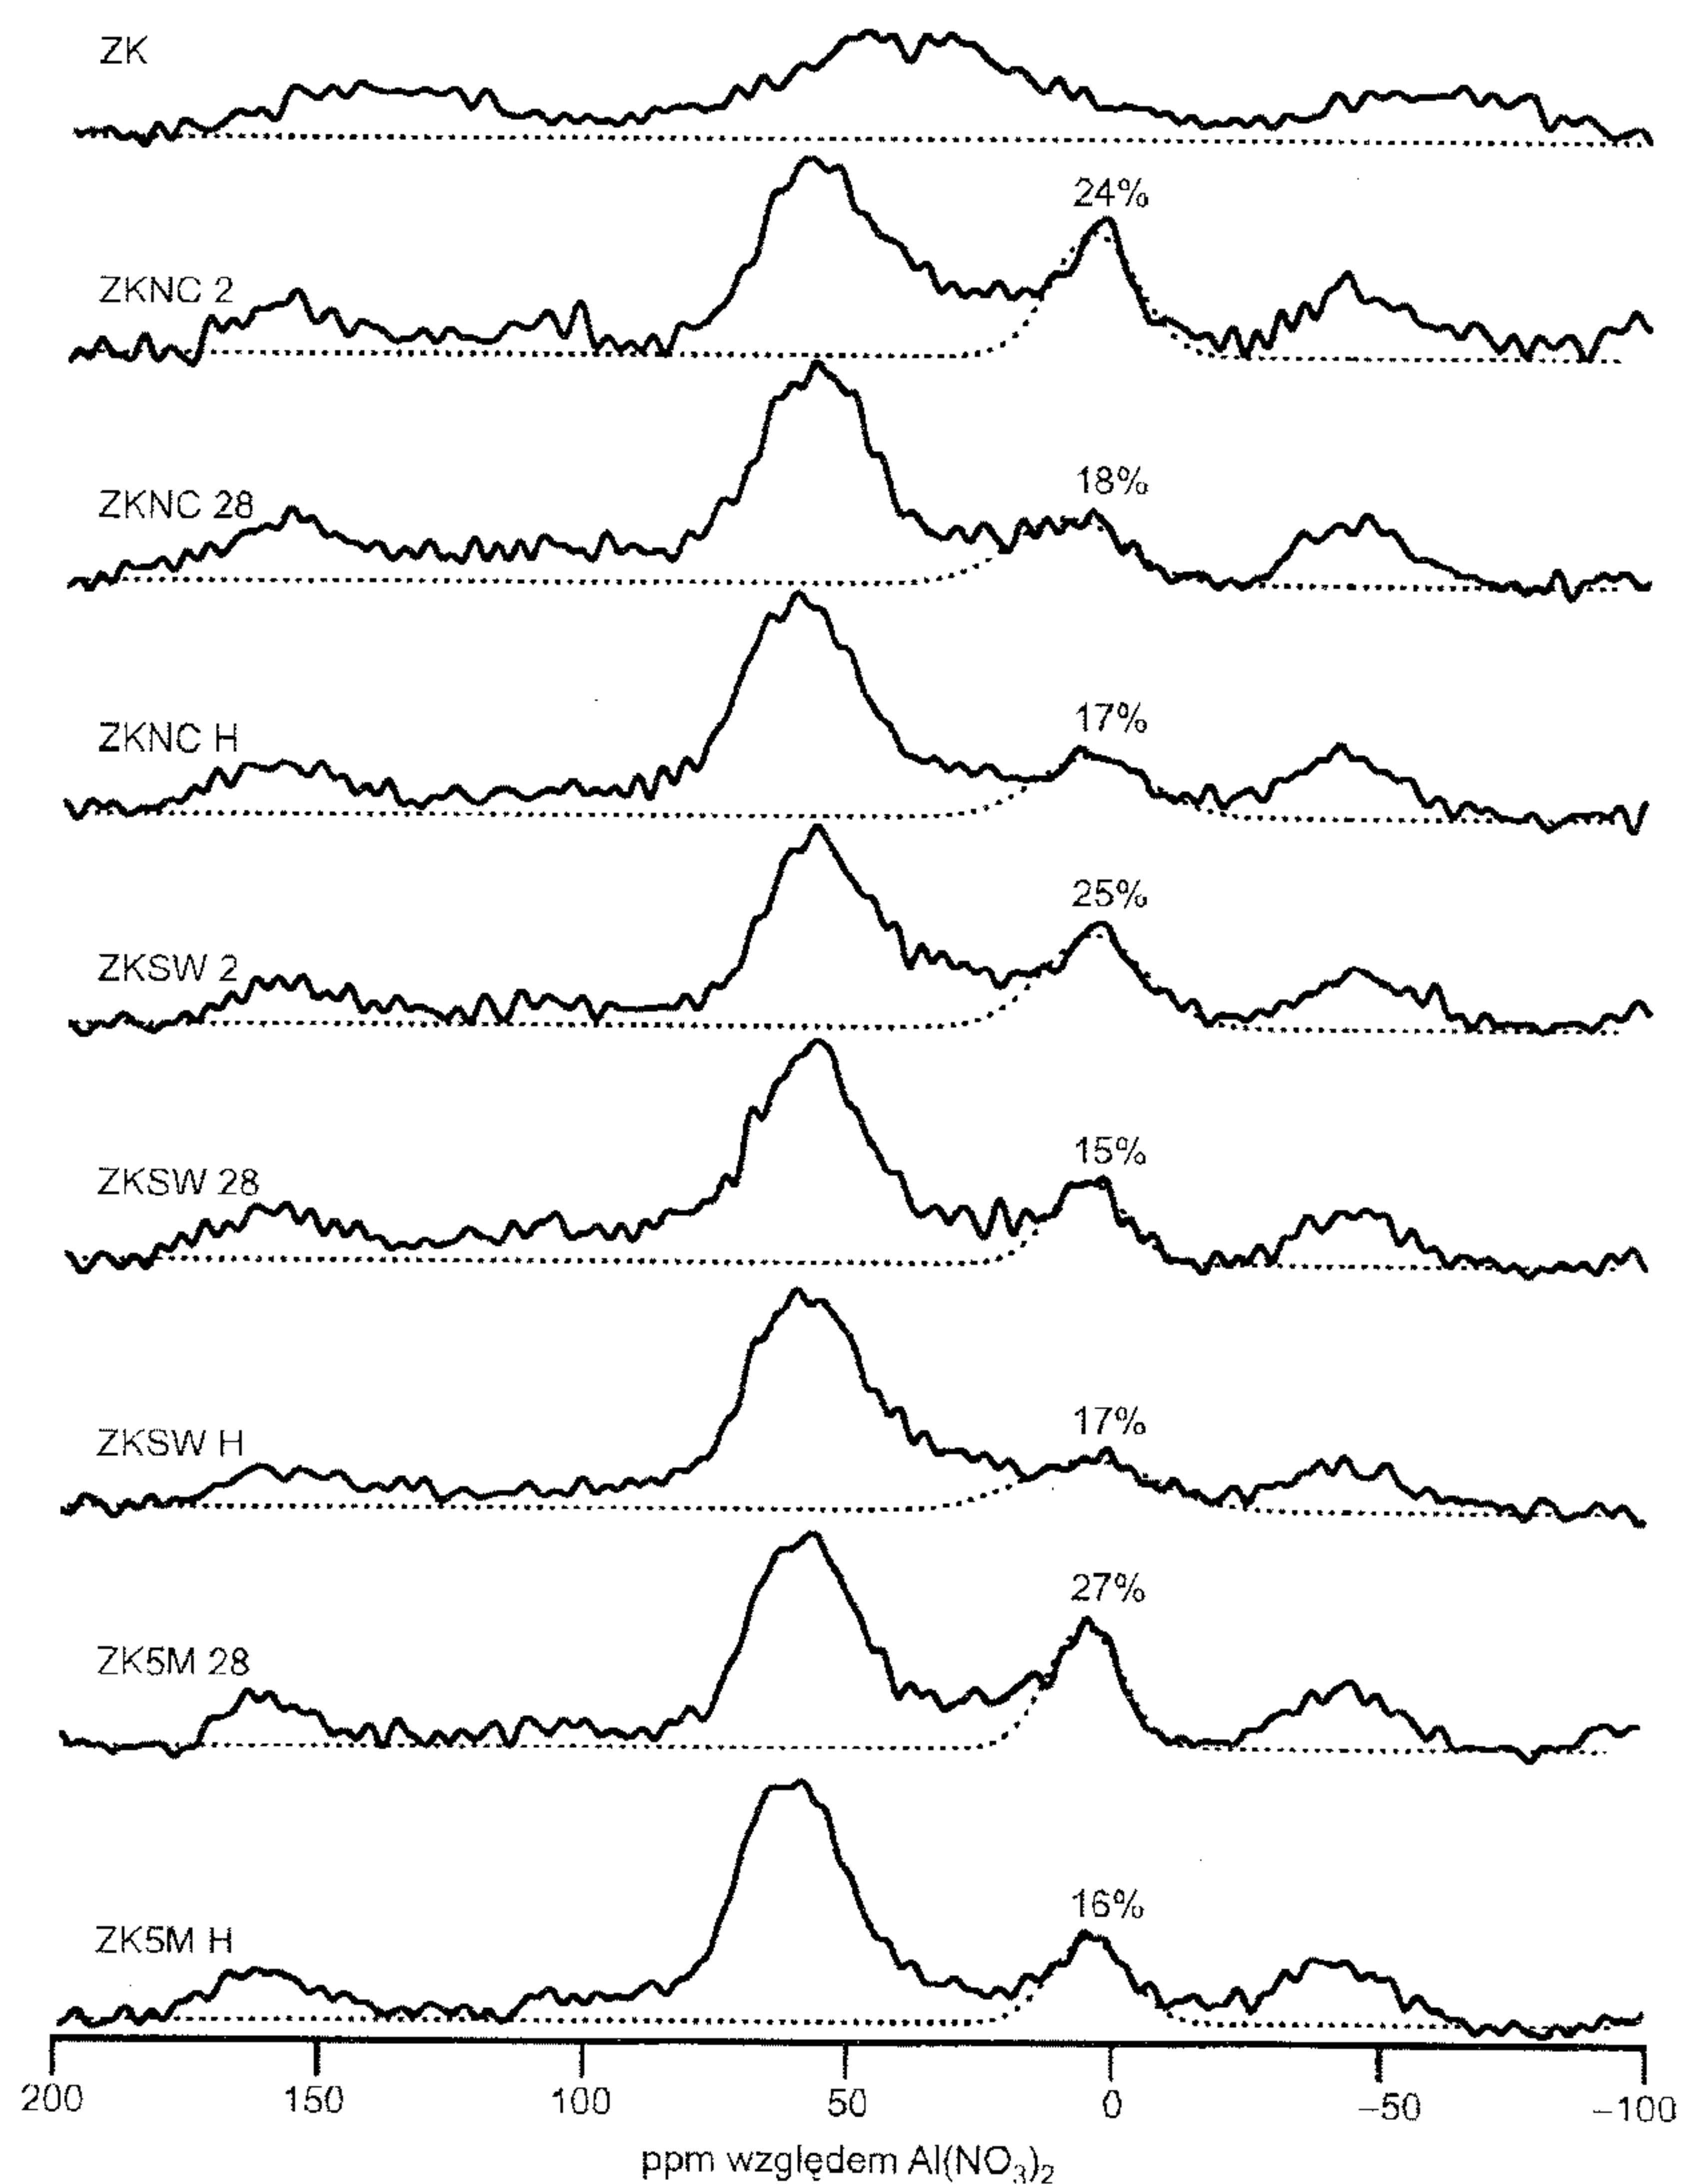 ZK
24%
ZKNC 2
18%
ZKNC 28
17%
ZKNC H
25%
ZKSW 2
15%
ZKSW 28
17%
ZKSW H
27%
ZK5M 28
16%
ZK5M H
200 150 100 50 0 −50 −100
ppm względem Al(NO₃)₂